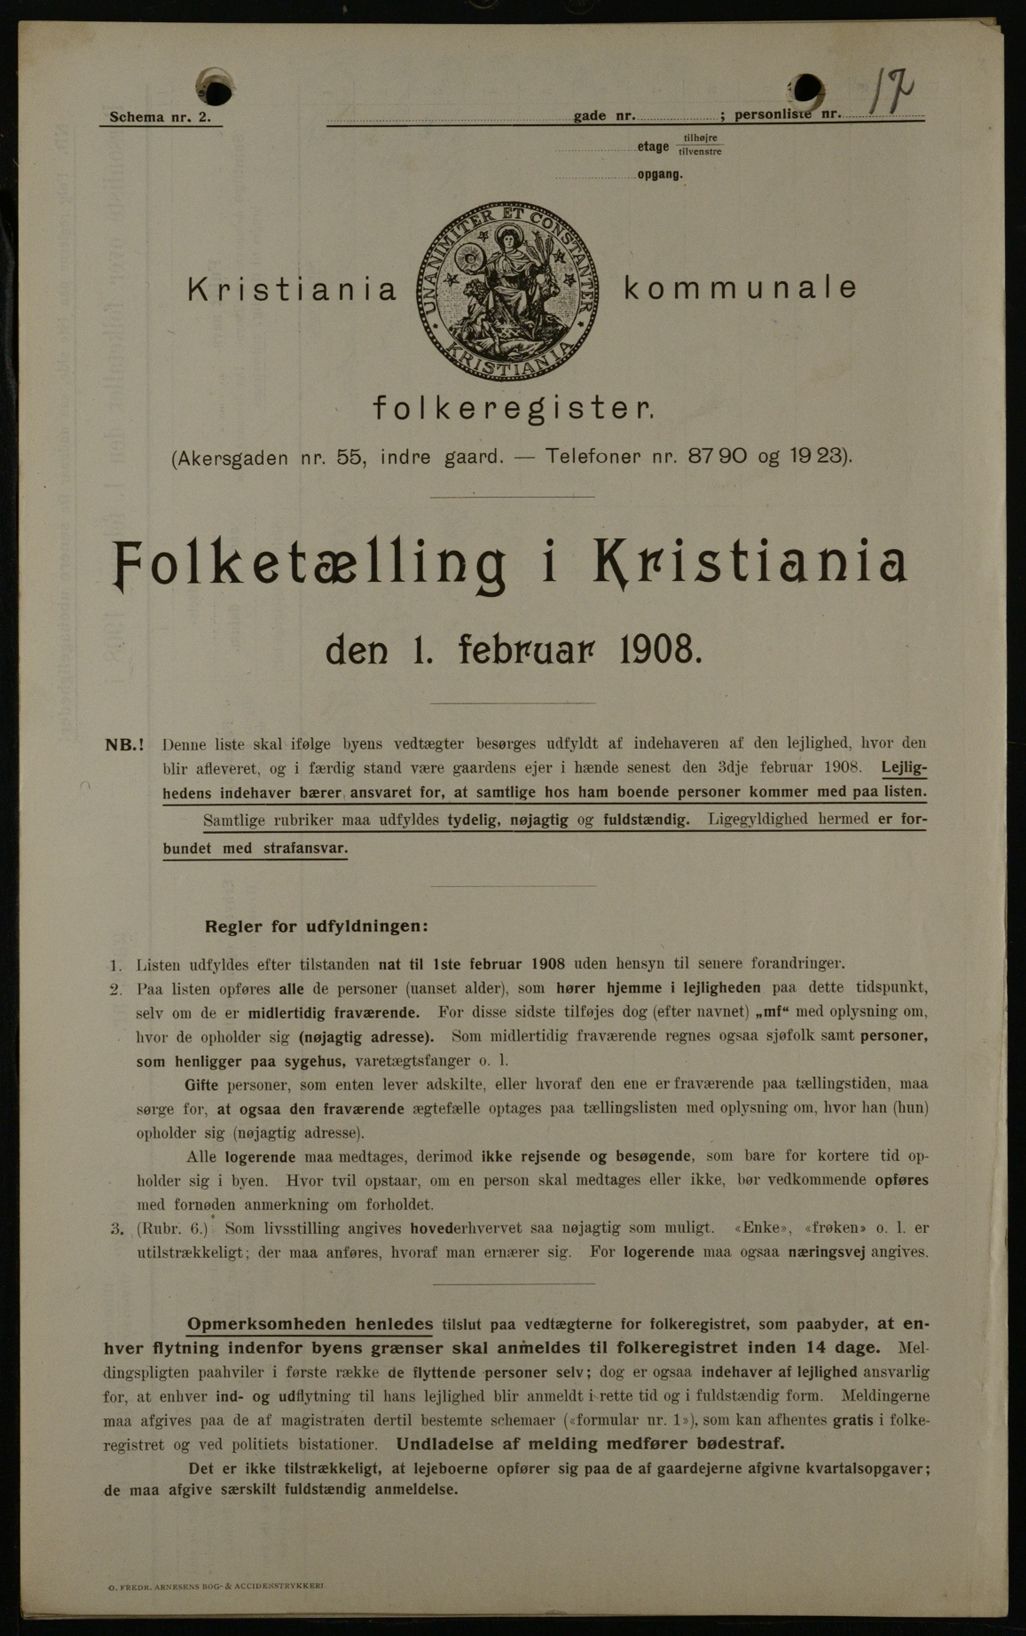 Schema nr. 2.
gade nr. ; personliste nr. 17
etage tilhøjre
tilvenstre
opgang.
UNANIMITER ET CONSTANTER
KRISTIANIA
Kristiania kommunale
folkeregister.
(Akersgaden nr. 55, indre gaard. — Telefoner nr. 87 90 og 19 23).
Folketælling i Kristiania
den 1. februar 1908.
NB.! Denne liste skal ifølge byens vedtægter besørges udfyldt af indehaveren af den lejlighed, hvor den
blir afleveret, og i færdig stand være gaardens ejer i hænde senest den 3dje februar 1908. Lejlig-
hedens indehaver bærer ansvaret for, at samtlige hos ham boende personer kommer med paa listen.
Samtlige rubriker maa udfyldes tydelig, nøjagtig og fuldstændig. Ligegyldighed hermed er for-
bundet med strafansvar.
Regler for udfyldningen:
1. Listen udfyldes efter tilstanden nat til 1ste februar 1908 uden hensyn til senere forandringer.
2. Paa listen opføres alle de personer (uanset alder), som hører hjemme i lejligheden paa dette tidspunkt,
selv om de er midlertidig fraværende. For disse sidste tilføjes dog (efter navnet) „mf“ med oplysning om,
hvor de opholder sig (nøjagtig adresse). Som midlertidig fraværende regnes ogsaa sjøfolk samt personer,
som henligger paa sygehus, varetægtsfanger o. l.
Gifte personer, som enten lever adskilte, eller hvoraf den ene er fraværende paa tællingstiden, maa
sørge for, at ogsaa den fraværende ægtefælle optages paa tællingslisten med oplysning om, hvor han (hun)
opholder sig (nøjagtig adresse).
Alle logerende maa medtages, derimod ikke rejsende og besøgende, som bare for kortere tid op-
holder sig i byen. Hvor tvil opstaar, om en person skal medtages eller ikke, bør vedkommende opføres
med fornøden anmerkning om forholdet.
3. (Rubr. 6.) Som livsstilling angives hovederhvervet saa nøjagtig som muligt. «Enke», «frøken» o. l. er
utilstrækkeligt; der maa anføres, hvoraf man ernærer sig. For logerende maa ogsaa næringsvej angives.
Opmerksomheden henledes tilslut paa vedtægterne for folkeregistret, som paabyder, at en-
hver flytning indenfor byens grænser skal anmeldes til folkeregistret inden 14 dage. Mel-
dingspligten paahviler i første række de flyttende personer selv; dog er ogsaa indehaver af lejlighed ansvarlig
for, at enhver ind- og udflytning til hans lejlighed blir anmeldt i rette tid og i fuldstændig form. Meldingerne
maa afgives paa de af magistraten dertil bestemte schemaer («formular nr. 1»), som kan afhentes gratis i folke-
registret og ved politiets bistationer. Undladelse af melding medfører bødestraf.
Det er ikke tilstrækkeligt, at lejeboerne opfører sig paa de af gaardejerne afgivne kvartalsopgaver;
de maa afgive særskilt fuldstændig anmeldelse.
O. FREDR. ARNESENS BOG- & ACCIDENSTRYKKERI